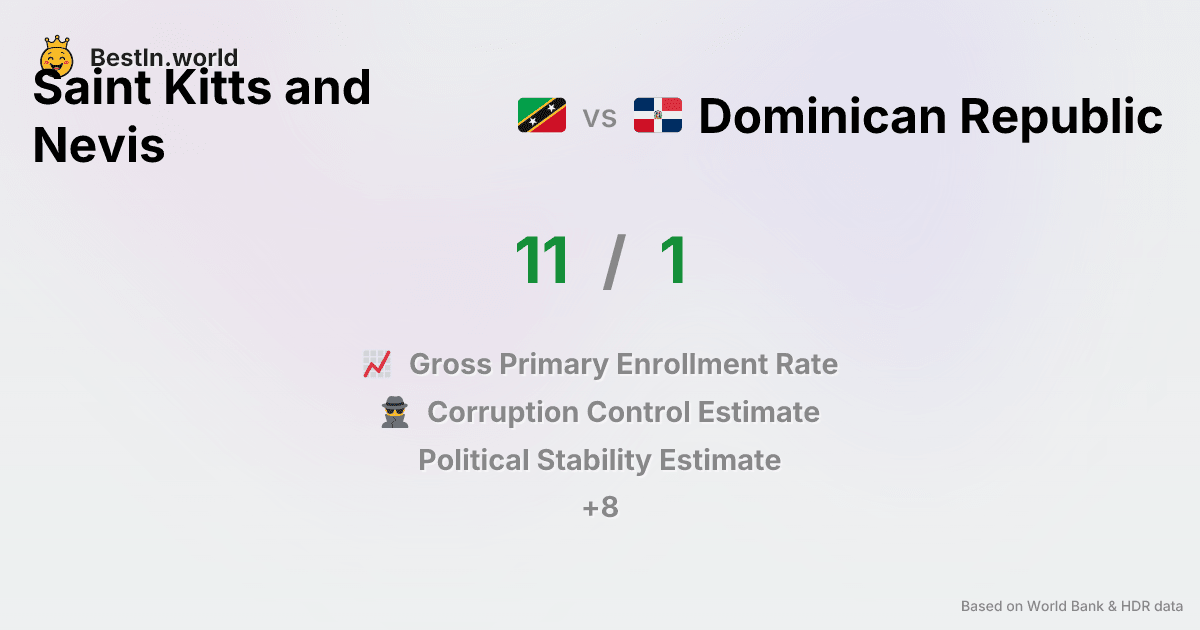 BestIn.world
Saint Kitts and
Nevis
vs
Dominican Republic
11 / 1
Gross Primary Enrollment Rate
Corruption Control Estimate
Political Stability Estimate
+8
Based on World Bank & HDR data